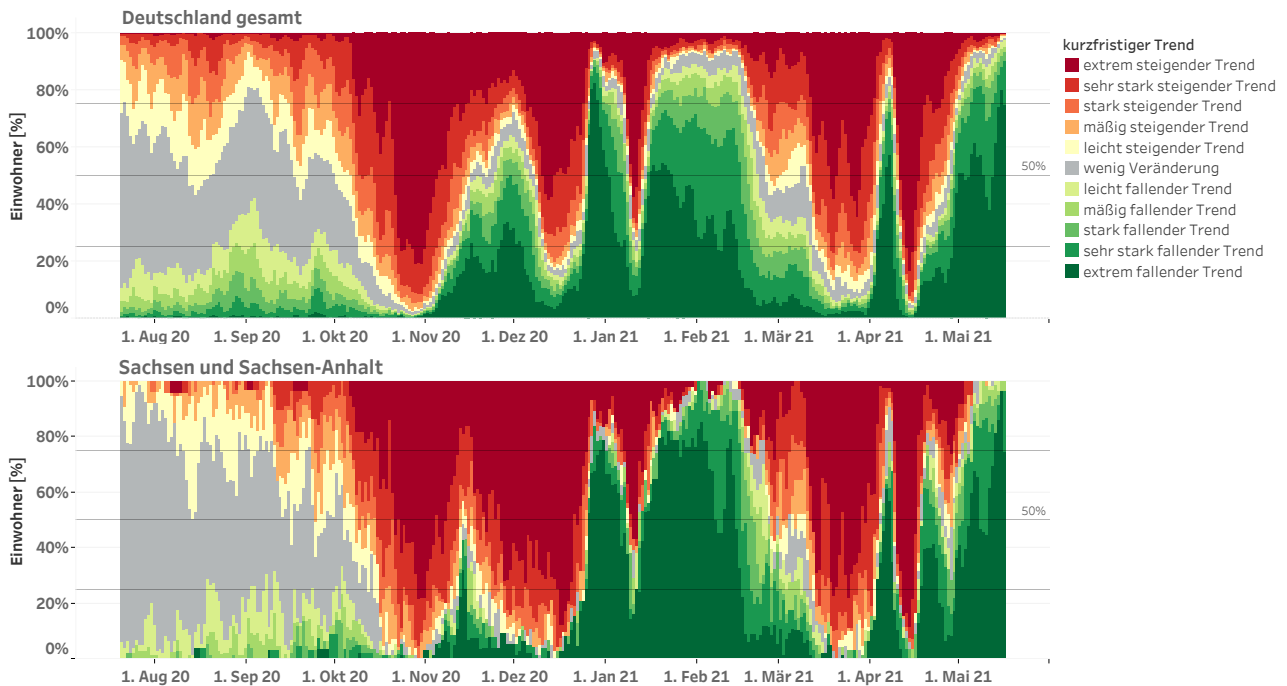 Deutschland gesamt
100%
80%
60%
40%
20%
0%
Einwohner [%]
50%
1. Aug 20
1. Sep 20
1. Okt 20
1. Nov 20
1. Dez 20
1. Jan 21
1. Feb 21
1. Mär 21
1. Apr 21
1. Mai 21
kurzfristiger Trend
extrem steigender Trend
sehr stark steigender Trend
stark steigender Trend
mäßig steigender Trend
leicht steigender Trend
wenig Veränderung
leicht fallender Trend
mäßig fallender Trend
stark fallender Trend
sehr stark fallender Trend
extrem fallender Trend
Sachsen und Sachsen-Anhalt
100%
80%
60%
40%
20%
0%
Einwohner [%]
50%
1. Aug 20
1. Sep 20
1. Okt 20
1. Nov 20
1. Dez 20
1. Jan 21
1. Feb 21
1. Mär 21
1. Apr 21
1. Mai 21